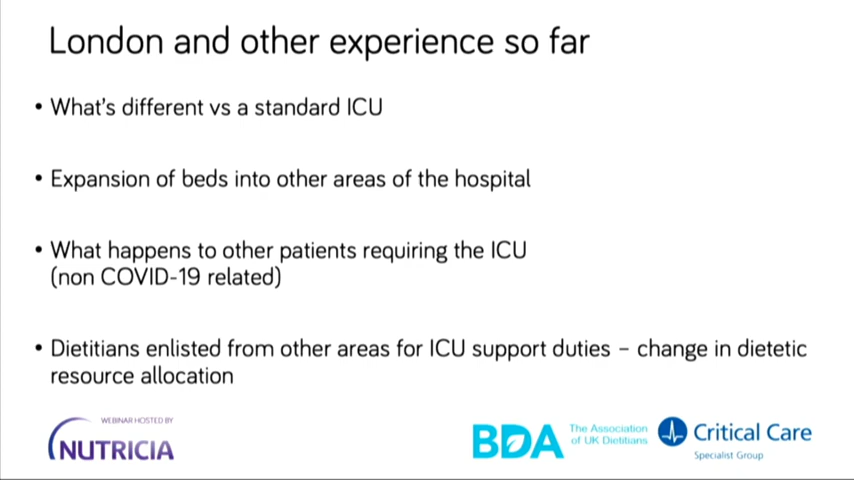 London and other experience so far
• What's different vs a standard ICU
• Expansion of beds into other areas of the hospital
• What happens to other patients requiring the ICU
(non COVID-19 related)
• Dietitians enlisted from other areas for ICU support duties – change in dietetic
resource allocation
WEBINAR HOSTED BY
NUTRICIA
BDA
The Association
of UK Dietitians
Critical Care
Specialist Group